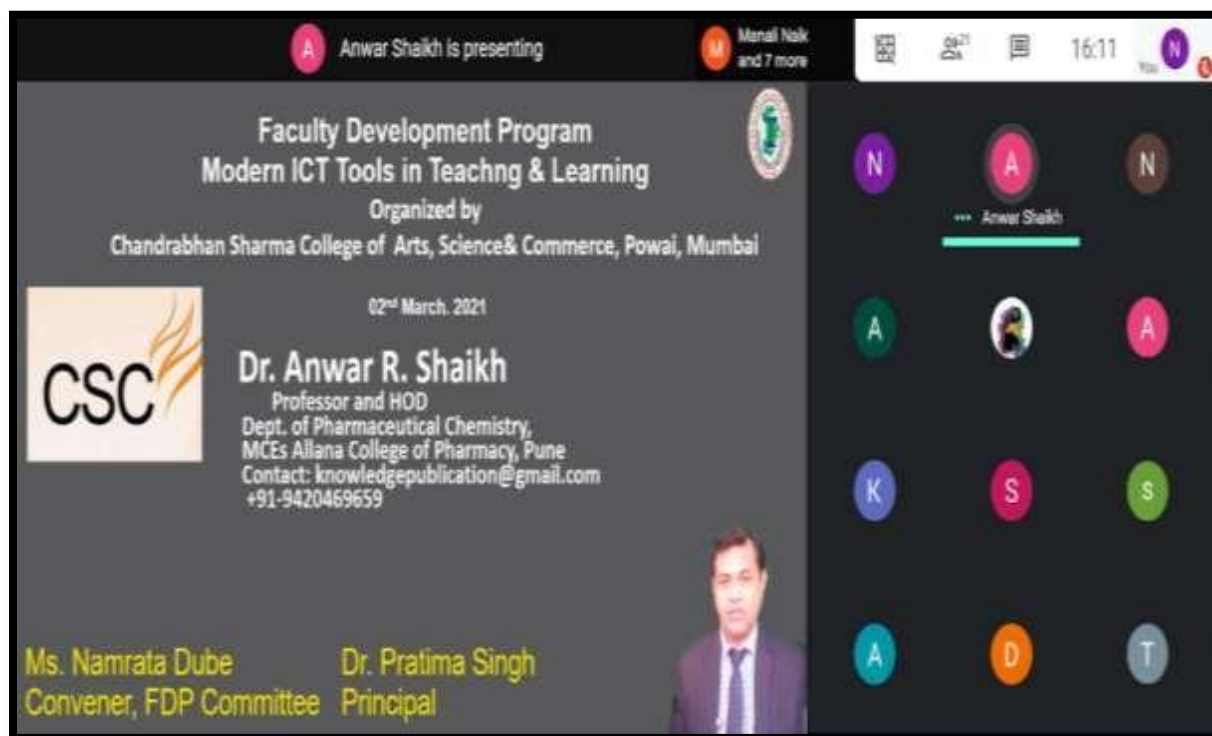 A
Anwar Shaikh is presenting
M
Manali Naik
and 7 more
21
16:11
You
N
Faculty Development Program
Modern ICT Tools in Teachng & Learning
Organized by
Chandrabhan Sharma College of Arts, Science& Commerce, Powai, Mumbai
02nd March. 2021
CSC
Dr. Anwar R. Shaikh
Professor and HOD
Dept. of Pharmaceutical Chemistry,
MCEs Allana College of Pharmacy, Pune
Contact: knowledgepublication@gmail.com
+91-9420469659
Ms. Namrata Dube
Convener, FDP Committee
Dr. Pratima Singh
Principal
N
A
N
Anwar Shaikh
A
A
K
S
S
A
D
T